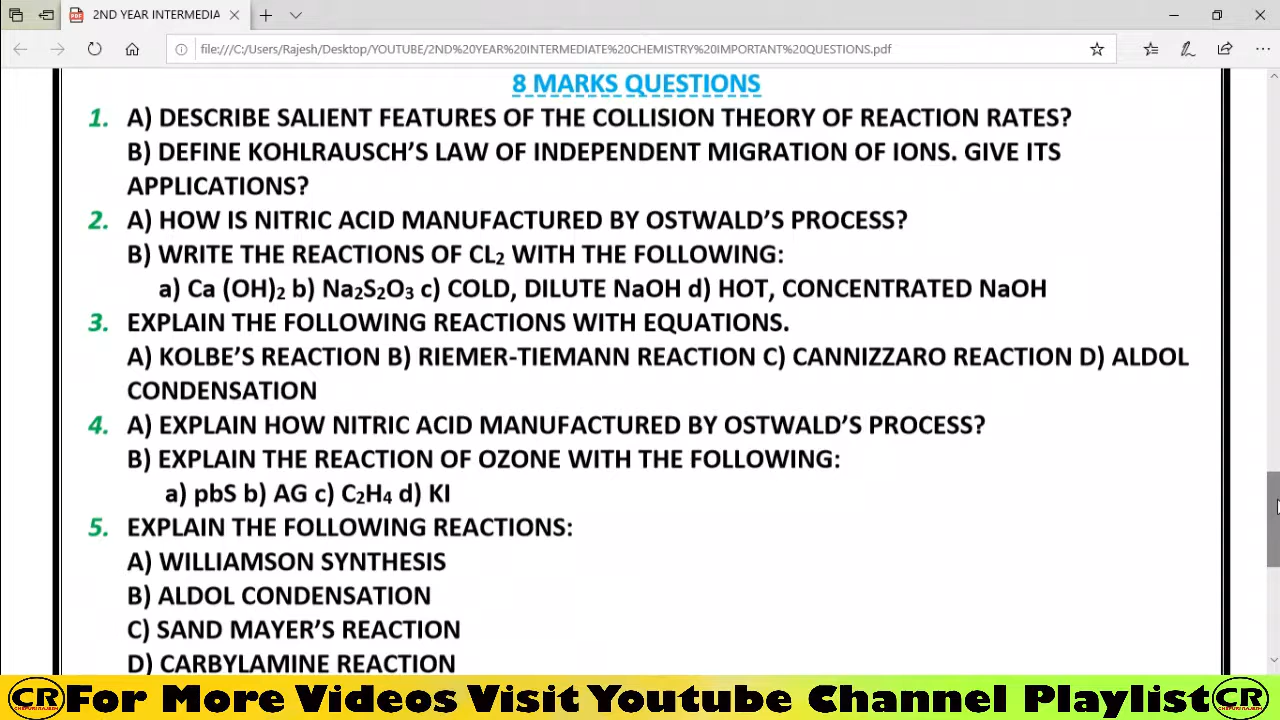 2ND YEAR INTERMEDIA
file:///C:/Users/Rajesh/Desktop/YOUTUBE/2ND%20YEAR%20INTERMEDIATE%20CHEMISTRY%20IMPORTANT%20QUESTIONS.pdf
8 MARKS QUESTIONS
1. A) DESCRIBE SALIENT FEATURES OF THE COLLISION THEORY OF REACTION RATES?
B) DEFINE KOHLRAUSCH'S LAW OF INDEPENDENT MIGRATION OF IONS. GIVE ITS
APPLICATIONS?
2. A) HOW IS NITRIC ACID MANUFACTURED BY OSTWALD'S PROCESS?
B) WRITE THE REACTIONS OF CL₂ WITH THE FOLLOWING:
a) Ca (OH)₂ b) Na₂S₂O₃ c) COLD, DILUTE NaOH d) HOT, CONCENTRATED NaOH
3. EXPLAIN THE FOLLOWING REACTIONS WITH EQUATIONS.
A) KOLBE'S REACTION B) RIEMER-TIEMANN REACTION C) CANNIZZARO REACTION D) ALDOL
CONDENSATION
4. A) EXPLAIN HOW NITRIC ACID MANUFACTURED BY OSTWALD'S PROCESS?
B) EXPLAIN THE REACTION OF OZONE WITH THE FOLLOWING:
a) pbS b) AG c) C₂H₄ d) KI
5. EXPLAIN THE FOLLOWING REACTIONS:
A) WILLIAMSON SYNTHESIS
B) ALDOL CONDENSATION
C) SAND MAYER'S REACTION
D) CARBYLAMINE REACTION
CR For More Videos Visit Youtube Channel Playlist CR